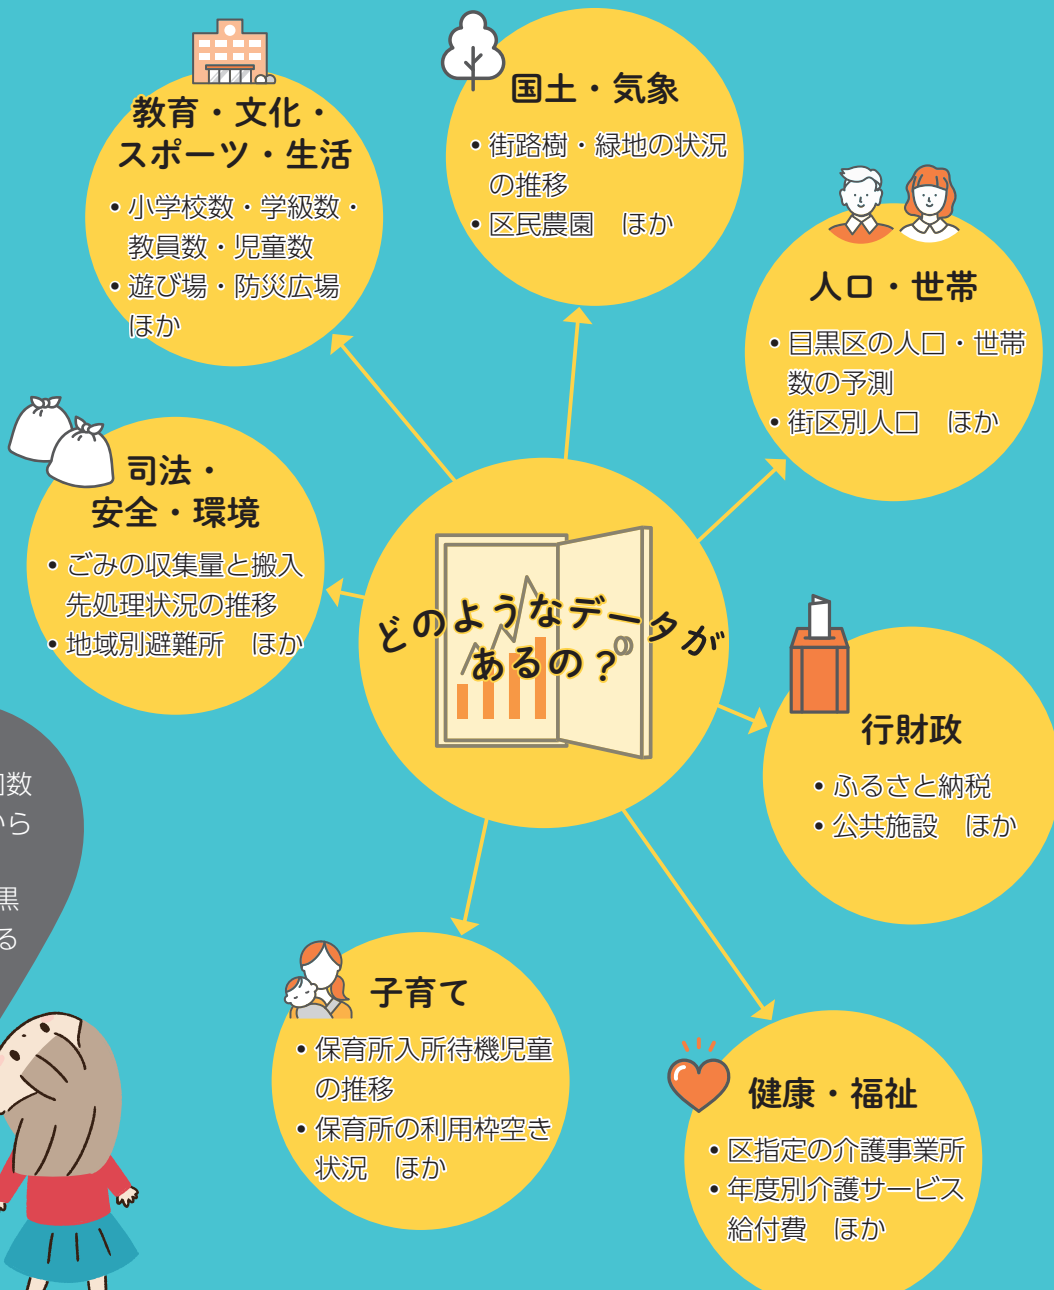 教育・文化・
スポーツ・生活
• 小学校数・学級数・
教員数・児童数
• 遊び場・防災広場
ほか
国土・気象
• 街路樹・緑地の状況
の推移
• 区民農園　ほか
人口・世帯
• 目黒区の人口・世帯
数の予測
• 街区別人口　ほか
司法・
安全・環境
• ごみの収集量と搬入
先処理状況の推移
• 地域別避難所　ほか
どのようなデータが
あるの？
行財政
• ふるさと納税
• 公共施設　ほか
数
から
黒
る
子育て
• 保育所入所待機児童
の推移
• 保育所の利用枠空き
状況　ほか
健康・福祉
• 区指定の介護事業所
• 年度別介護サービス
給付費　ほか